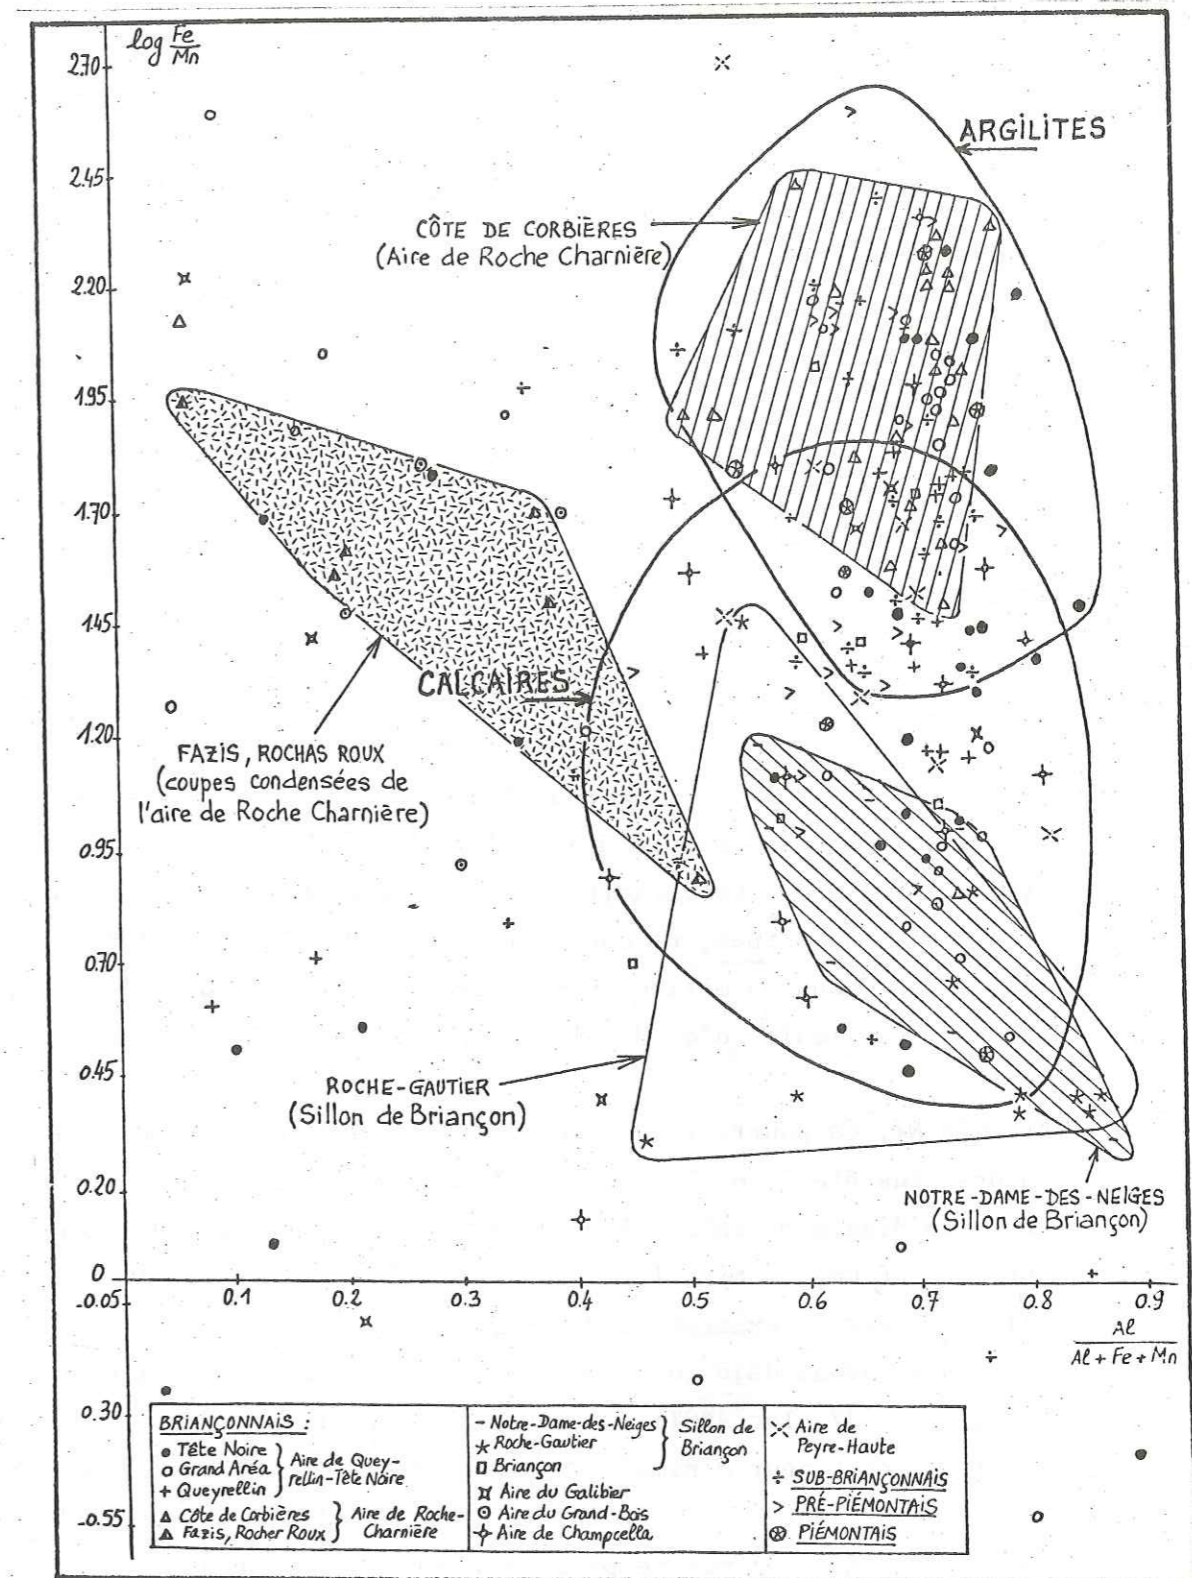 log Fe/Mn
2.70
ARGILITES
2.45
CÔTE DE CORBIÈRES
(Aire de Roche Charnière)
2.20
1.95
1.70
1.45
CALCAIRES
1.20
FAZIS, ROCHAS ROUX
(coupes condensées de
l'aire de Roche Charnière)
0.95
0.70
0.45
ROCHE-GAUTIER
(Sillon de Briançon)
0.20
NOTRE-DAME-DES-NEIGES
(Sillon de Briançon)
0
-0.05
0.1 0.2 0.3 0.4 0.5 0.6 0.7 0.8 0.9
Al
Al + Fe + Mn
0.30
-0.55
BRIANÇONNAIS :
Tête Noire
Grand Aréa
Queyrellin
Aire de Quey-
rellin-Tête Noire
Côte de Corbières
Fazis, Rocher Roux
Aire de Roche-
Charnière
Notre-Dame-des-Neiges
Roche-Gautier
Briançon
Sillon de
Briançon
Aire du Galibier
Aire du Grand-Bois
Aire de Champcella
Aire de
Peyre-Haute
SUB-BRIANÇONNAIS
PRÉ-PIÉMONTAIS
PIÉMONTAIS